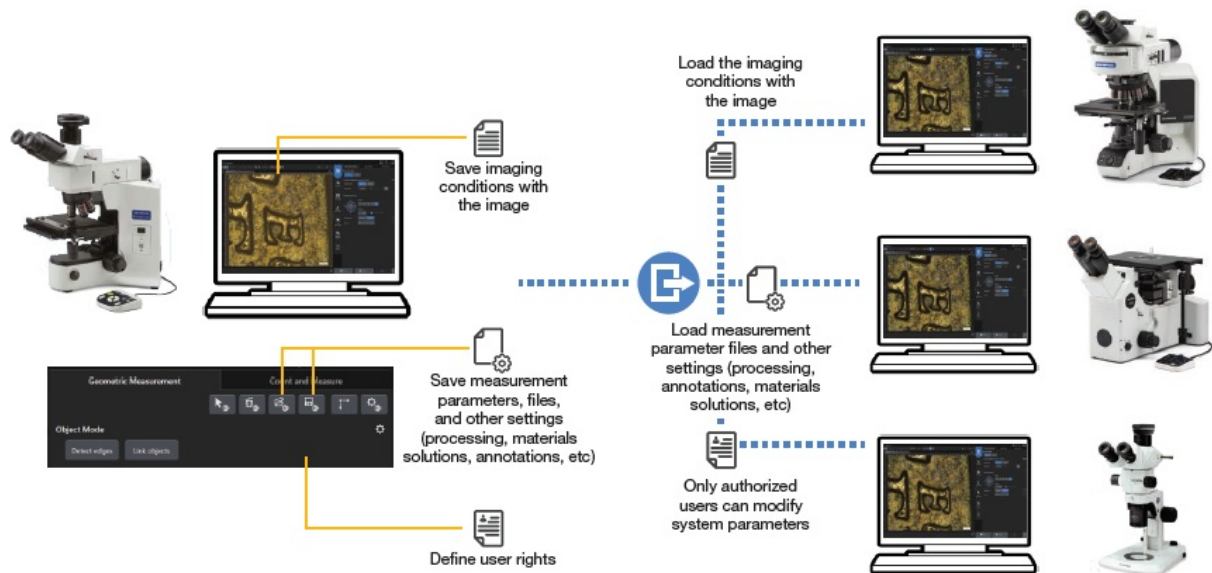 Save imaging
conditions with
the image
Geometric Measurement
Count and Measure
Object Mode
Detect edges
Link objects
Save measurement
parameters, files,
and other settings
(processing, materials
solutions, annotations, etc)
Define user rights
Load the imaging
conditions with
the image
Load measurement
parameter files and other
settings (processing,
annotations, materials
solutions, etc)
Only authorized
users can modify
system parameters